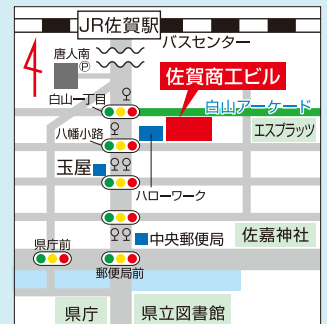 JR佐賀駅
バスセンター
唐人南
P
佐賀商工ビル
白山一丁目
白山アーケード
八幡小路
エスプラッツ
玉屋
ハローワーク
中央郵便局
佐嘉神社
県庁前
郵便局前
県庁
県立図書館